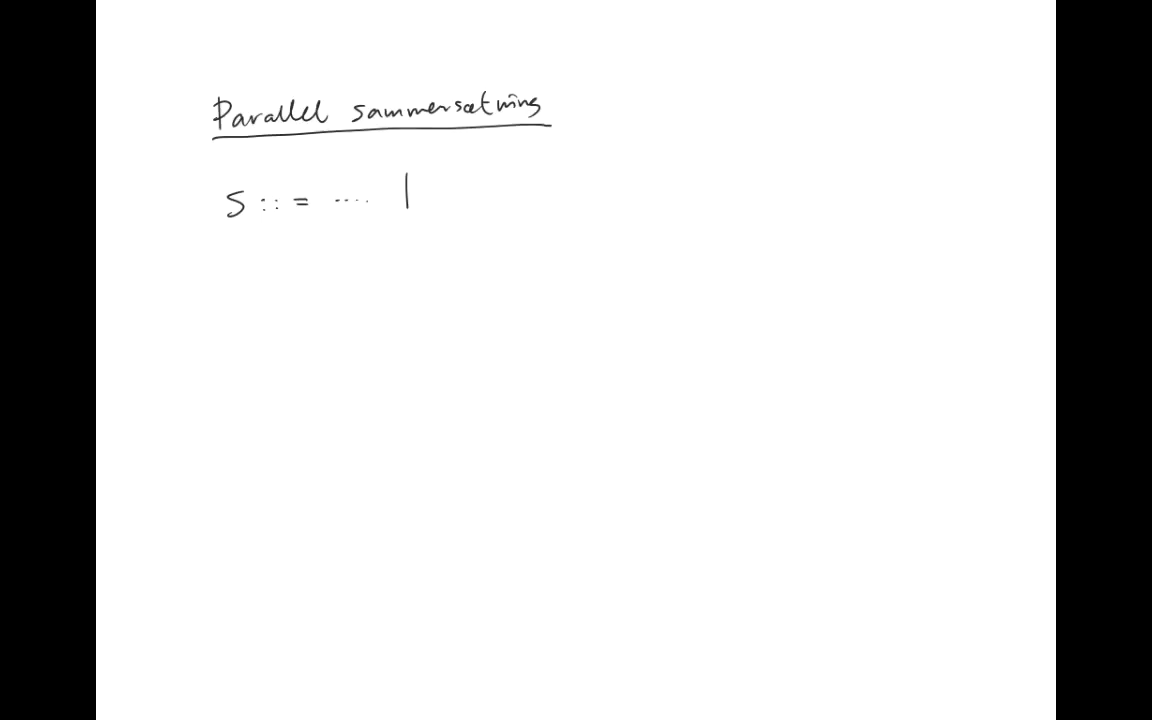 Parallel sammensætning
S ::= .... |